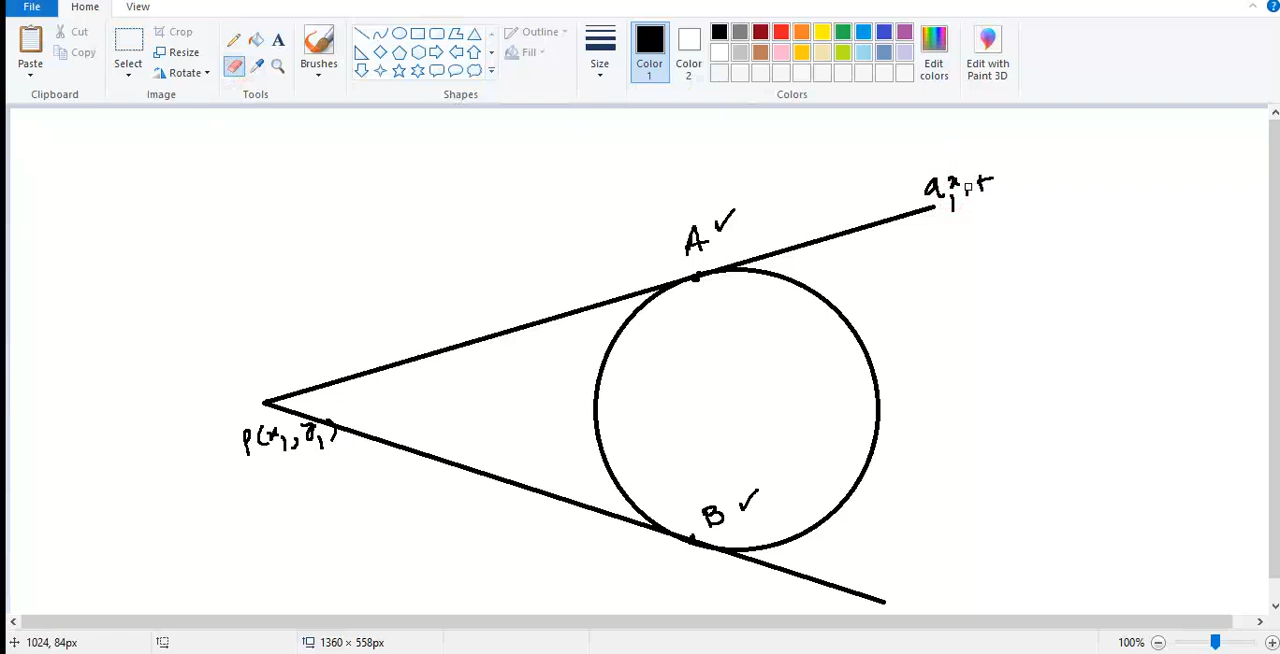 File Home View
Paste Cut Copy Clipboard
Select Crop Resize Rotate Image
Tools
Brushes
Outline Fill Shapes
Size
Color 1 Color 2 Edit colors Colors
Edit with Paint 3D
A ✓
P(x₁, y₁)
B ✓
1024, 84px 1360 × 558px 100%